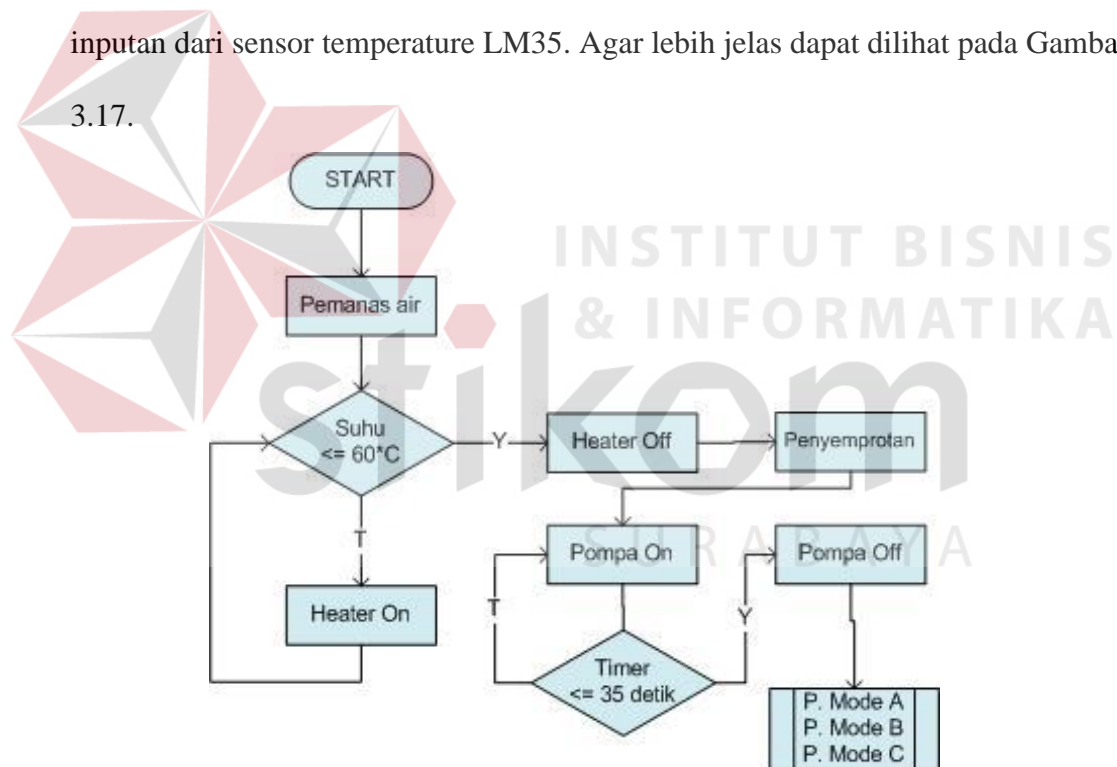 inputan dari sensor temperature LM35. Agar lebih jelas dapat dilihat pada Gamba
3.17.
START
INSTITUT BISNIS
& INFORMATIKA
stikom
SURABAYA
Pemanas air
Suhu
<= 60*C
Y
Heater Off
Penyemprotan
T
Heater On
Pompa On
Pompa Off
T
Y
Timer
<= 35 detik
P. Mode A
P. Mode B
P. Mode C